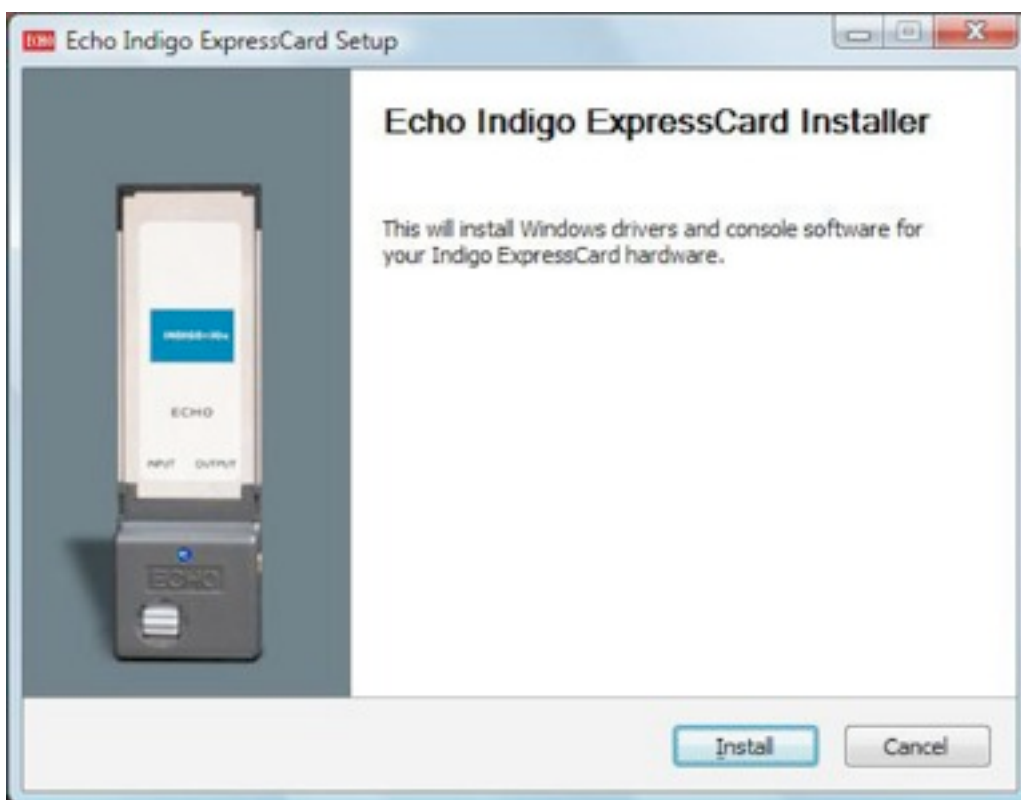 ECHO Echo Indigo ExpressCard Setup
Echo Indigo ExpressCard Installer
This will install Windows drivers and console software for
your Indigo ExpressCard hardware.
ECHO
INPUT OUTPUT
ECHO
Install Cancel